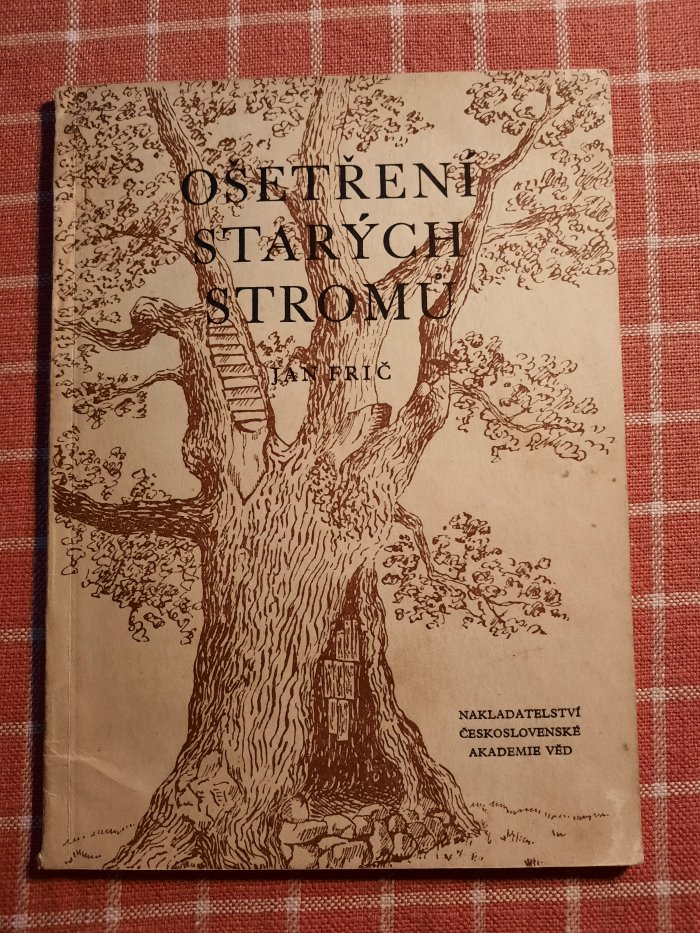 OŠETŘENÍ
STARÝCH
STROMŮ
JAN FRIČ
NAKLADATELSTVÍ
ČESKOSLOVENSKÉ
AKADEMIE VĚD